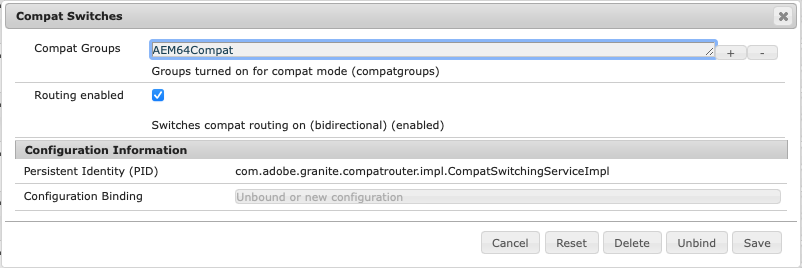 Compat Switches
Compat Groups
AEM64Compat
+ -
Groups turned on for compat mode (compatgroups)
Routing enabled
Switches compat routing on (bidirectional) (enabled)
Configuration Information
Persistent Identity (PID) com.adobe.granite.compatrouter.impl.CompatSwitchingServiceImpl
Configuration Binding Unbound or new configuration
Cancel Reset Delete Unbind Save